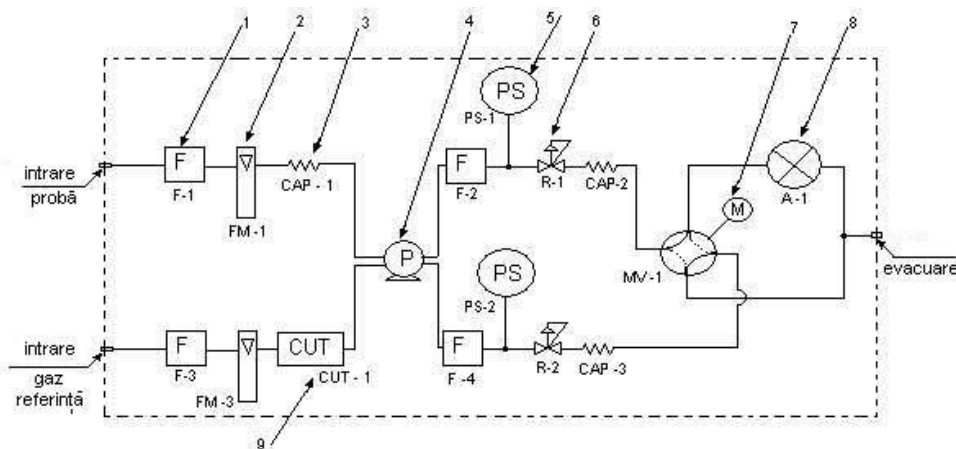 1
2
3
4
5
6
7
8
PS
PS-1
intrare
probă
F
F-1
FM-1
CAP - 1
F
F-2
R-1
CAP-2
M
A-1
P
MV-1
evacuare
PS
PS-2
intrare
gaz
referință
F
F-3
FM-3
CUT
CUT - 1
F
F-4
R-2
CAP-3
9